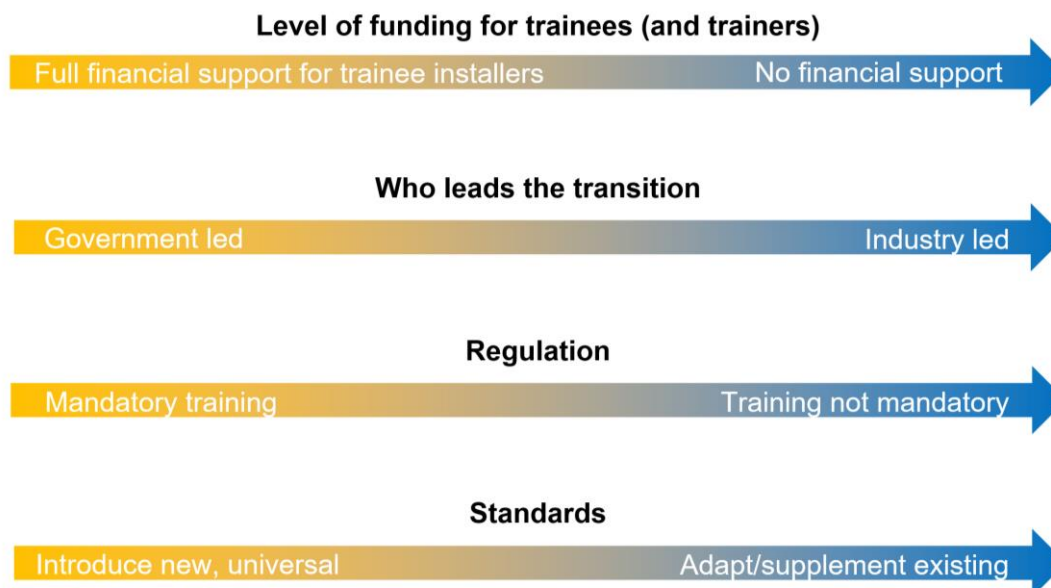 Level of funding for trainees (and trainers)
Full financial support for trainee installers No financial support
Who leads the transition
Government led Industry led
Regulation
Mandatory training Training not mandatory
Standards
Introduce new, universal Adapt/supplement existing